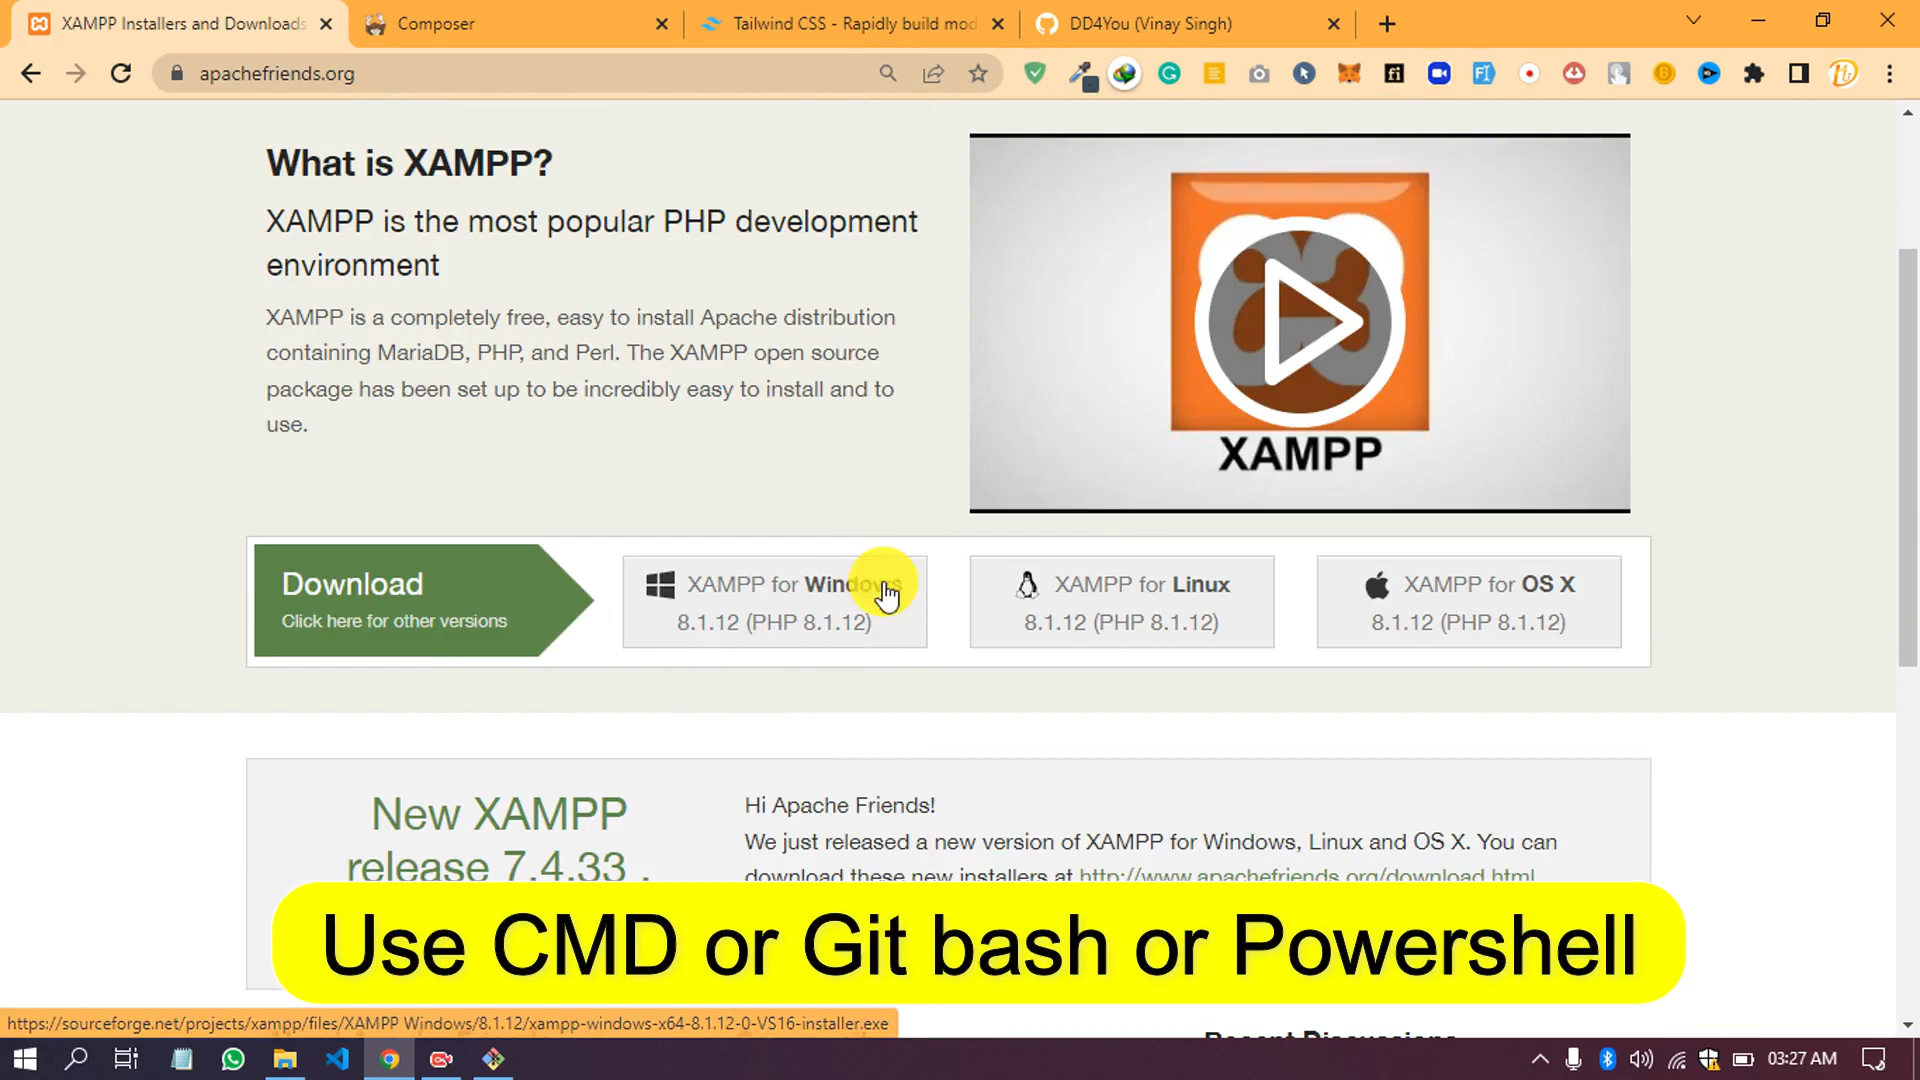 XAMPP Installers and Downloads
Composer
Tailwind CSS - Rapidly build mod
DD4You (Vinay Singh)
apachefriends.org
What is XAMPP?
XAMPP is the most popular PHP development
environment
XAMPP is a completely free, easy to install Apache distribution
containing MariaDB, PHP, and Perl. The XAMPP open source
package has been set up to be incredibly easy to install and to
use.
XAMPP
Download
Click here for other versions
XAMPP for Windows
8.1.12 (PHP 8.1.12)
XAMPP for Linux
8.1.12 (PHP 8.1.12)
XAMPP for OS X
8.1.12 (PHP 8.1.12)
New XAMPP
release 7.4.33 .
Hi Apache Friends!
We just released a new version of XAMPP for Windows, Linux and OS X. You can
download these new installers at http://www.apachefriends.org/download.html
Use CMD or Git bash or Powershell
https://sourceforge.net/projects/xampp/files/XAMPP Windows/8.1.12/xampp-windows-x64-8.1.12-0-VS16-installer.exe
Recent Discussions
03:27 AM